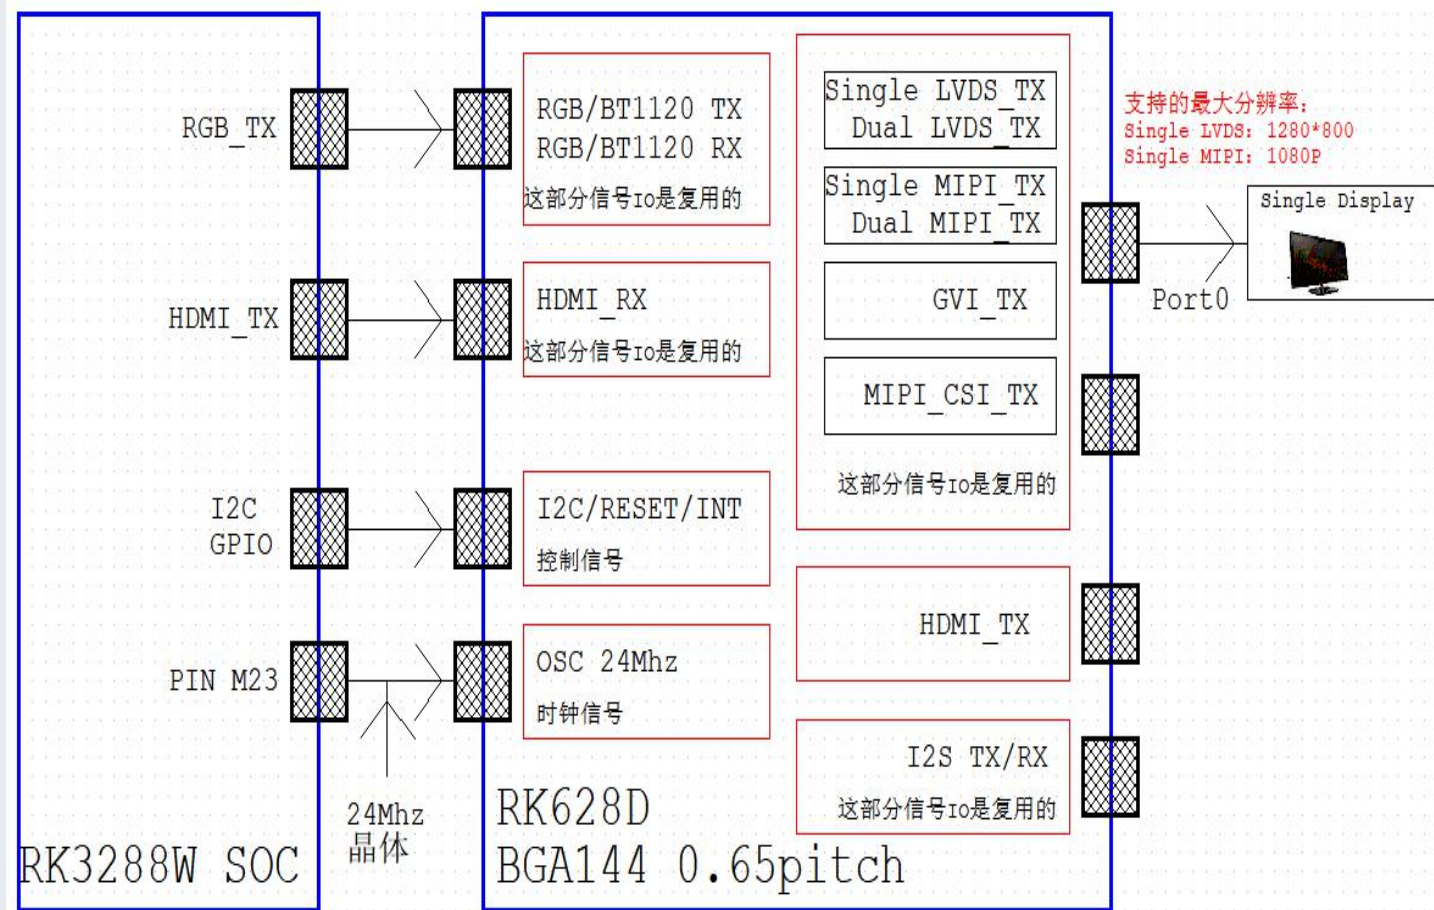 RGB_TX
HDMI_TX
I2C
GPIO
PIN M23
24Mhz
晶体
RK3288W SOC
RGB/BT1120 TX
RGB/BT1120 RX
这部分信号IO是复用的
HDMI_RX
这部分信号IO是复用的
I2C/RESET/INT
控制信号
OSC 24Mhz
时钟信号
RK628D
BGA144 0.65pitch
Single LVDS_TX
Dual LVDS_TX
Single MIPI_TX
Dual MIPI_TX
GVI_TX
MIPI_CSI_TX
这部分信号IO是复用的
HDMI_TX
I2S TX/RX
这部分信号IO是复用的
支持的最大分辨率：
Single LVDS：1280*800
Single MIPI：1080P
Single Display
Port0